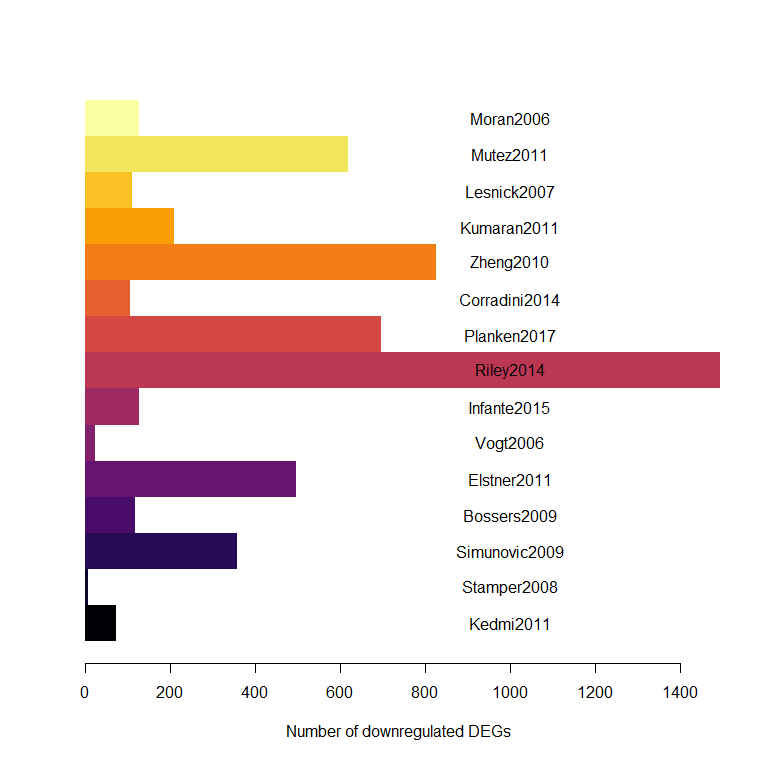 Moran2006
Mutez2011
Lesnick2007
Kumaran2011
Zheng2010
Corradini2014
Planken2017
Riley2014
Infante2015
Vogt2006
Elstner2011
Bossers2009
Simunovic2009
Stamper2008
Kedmi2011
0 200 400 600 800 1000 1200 1400
Number of downregulated DEGs